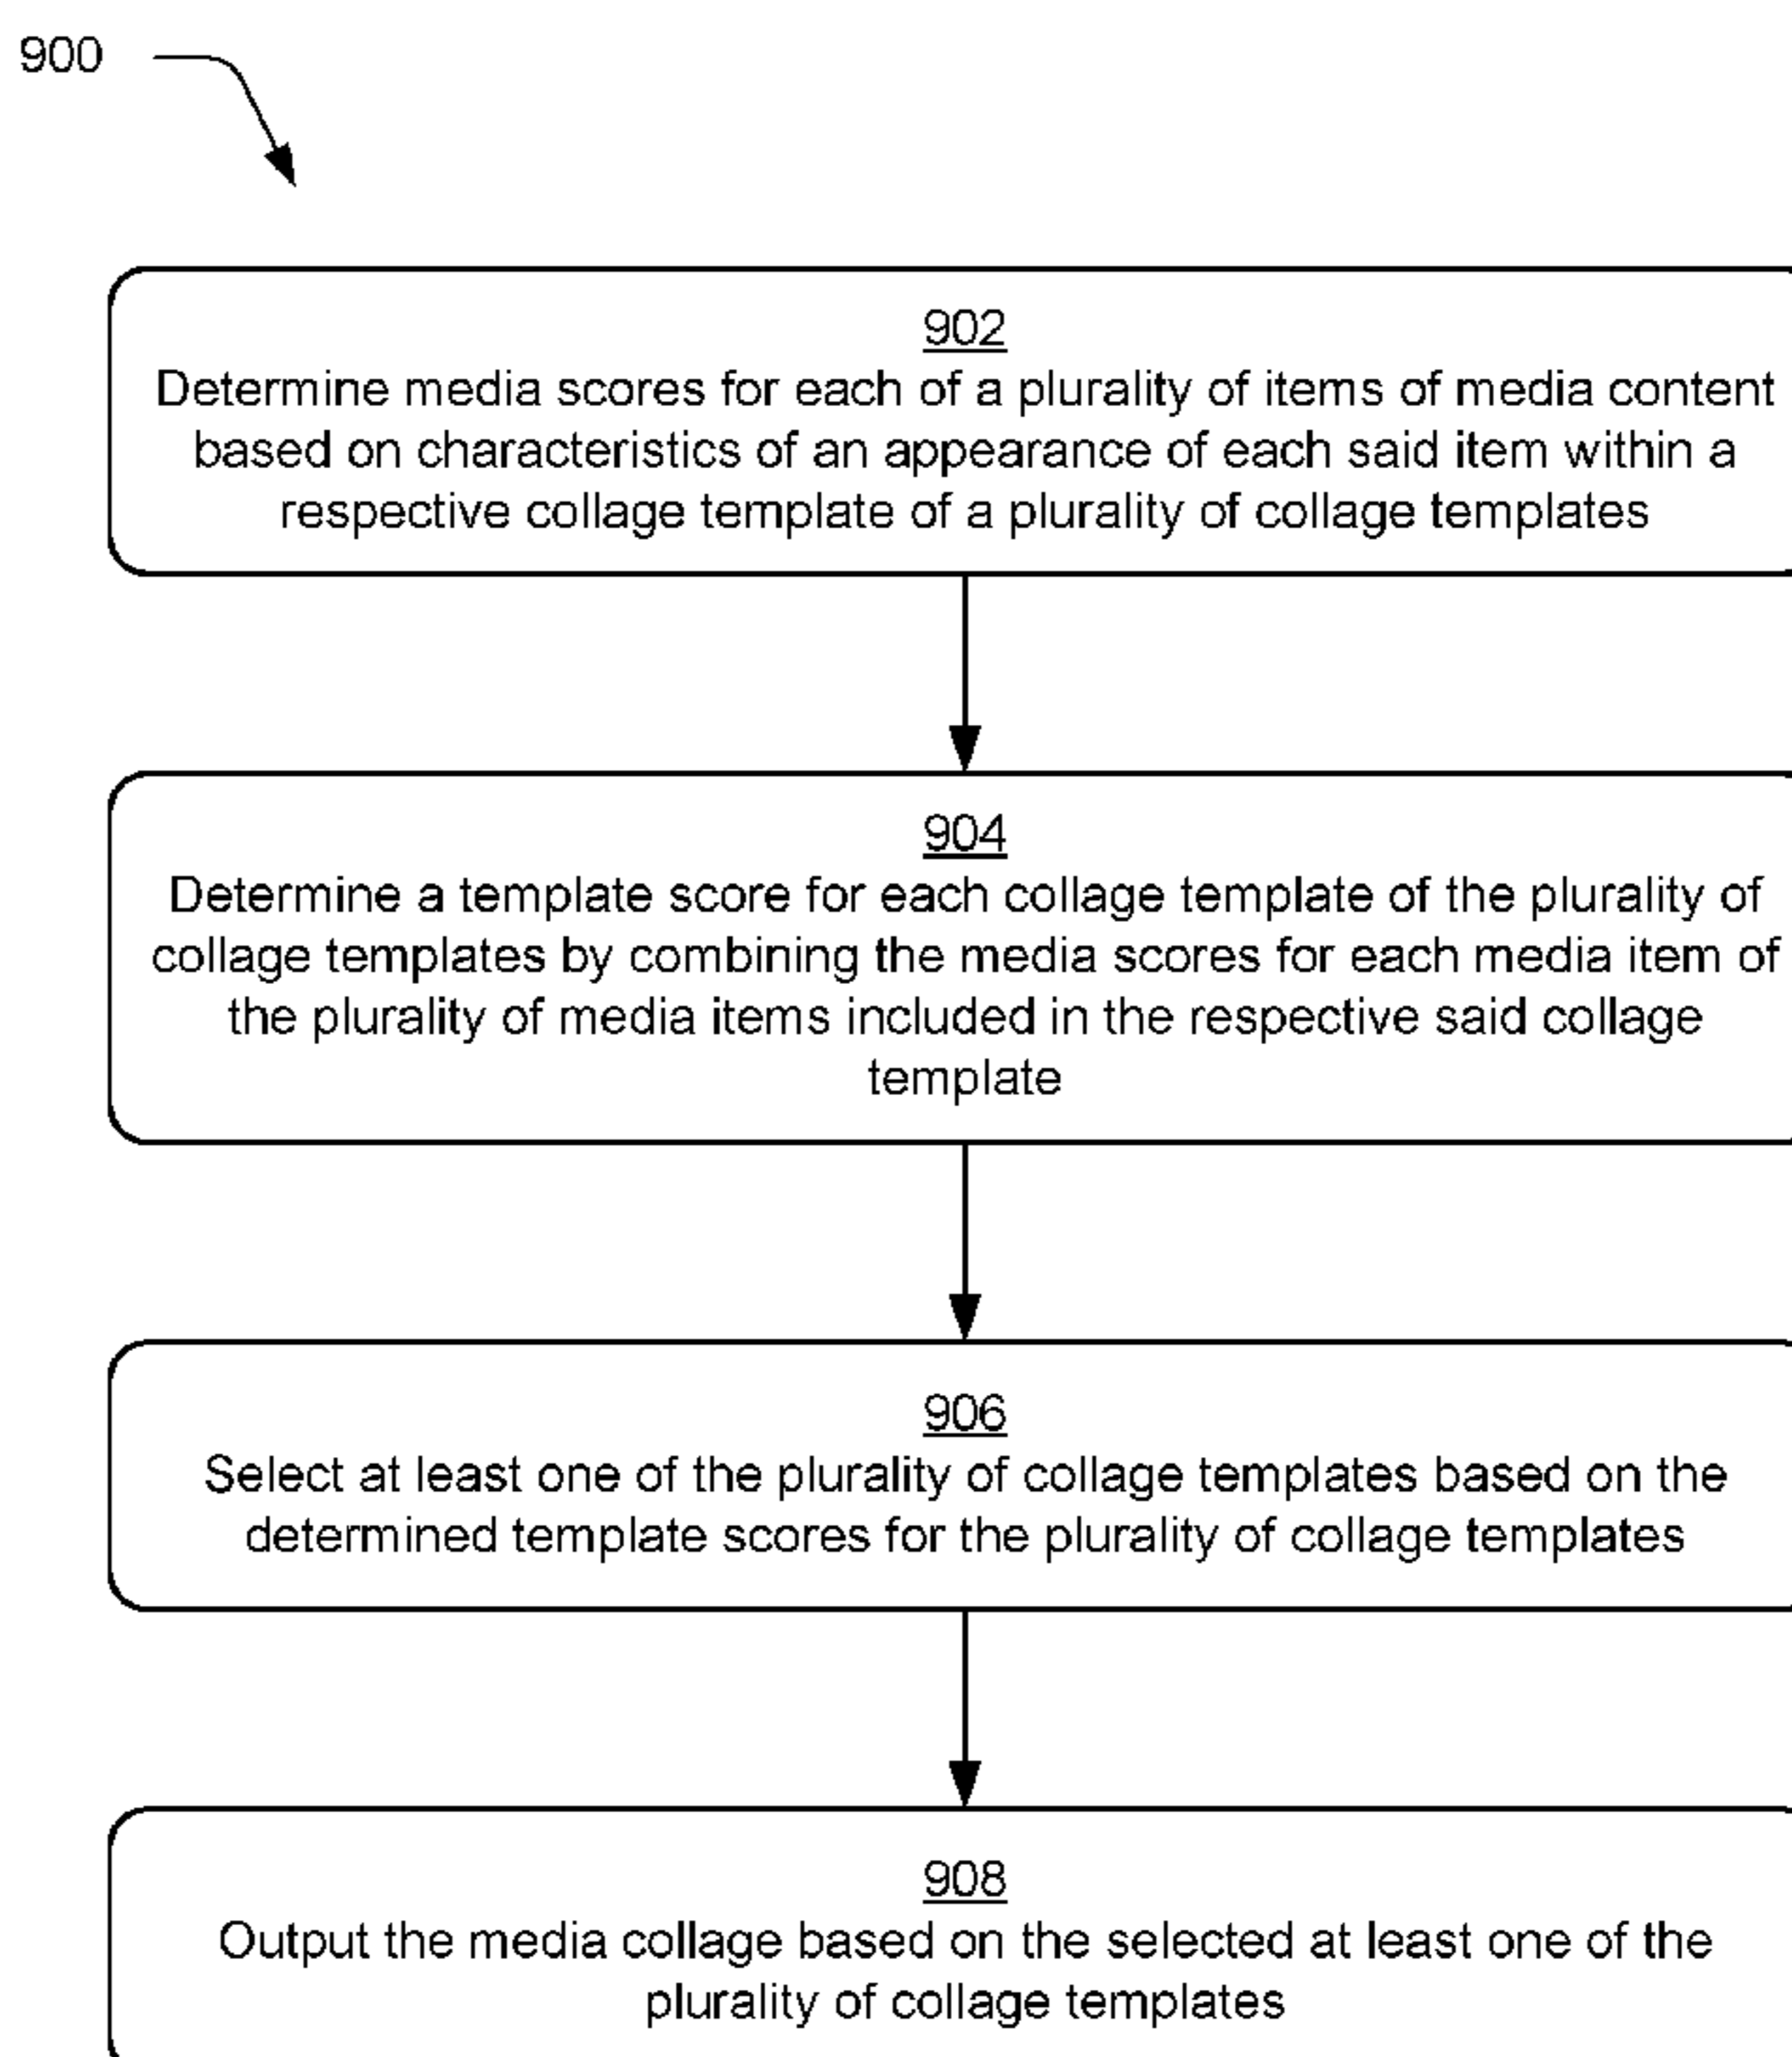 900
902
Determine media scores for each of a plurality of items of media content
based on characteristics of an appearance of each said item within a
respective collage template of a plurality of collage templates
904
Determine a template score for each collage template of the plurality of
collage templates by combining the media scores for each media item of
the plurality of media items included in the respective said collage
template
906
Select at least one of the plurality of collage templates based on the
determined template scores for the plurality of collage templates
908
Output the media collage based on the selected at least one of the
plurality of collage templates